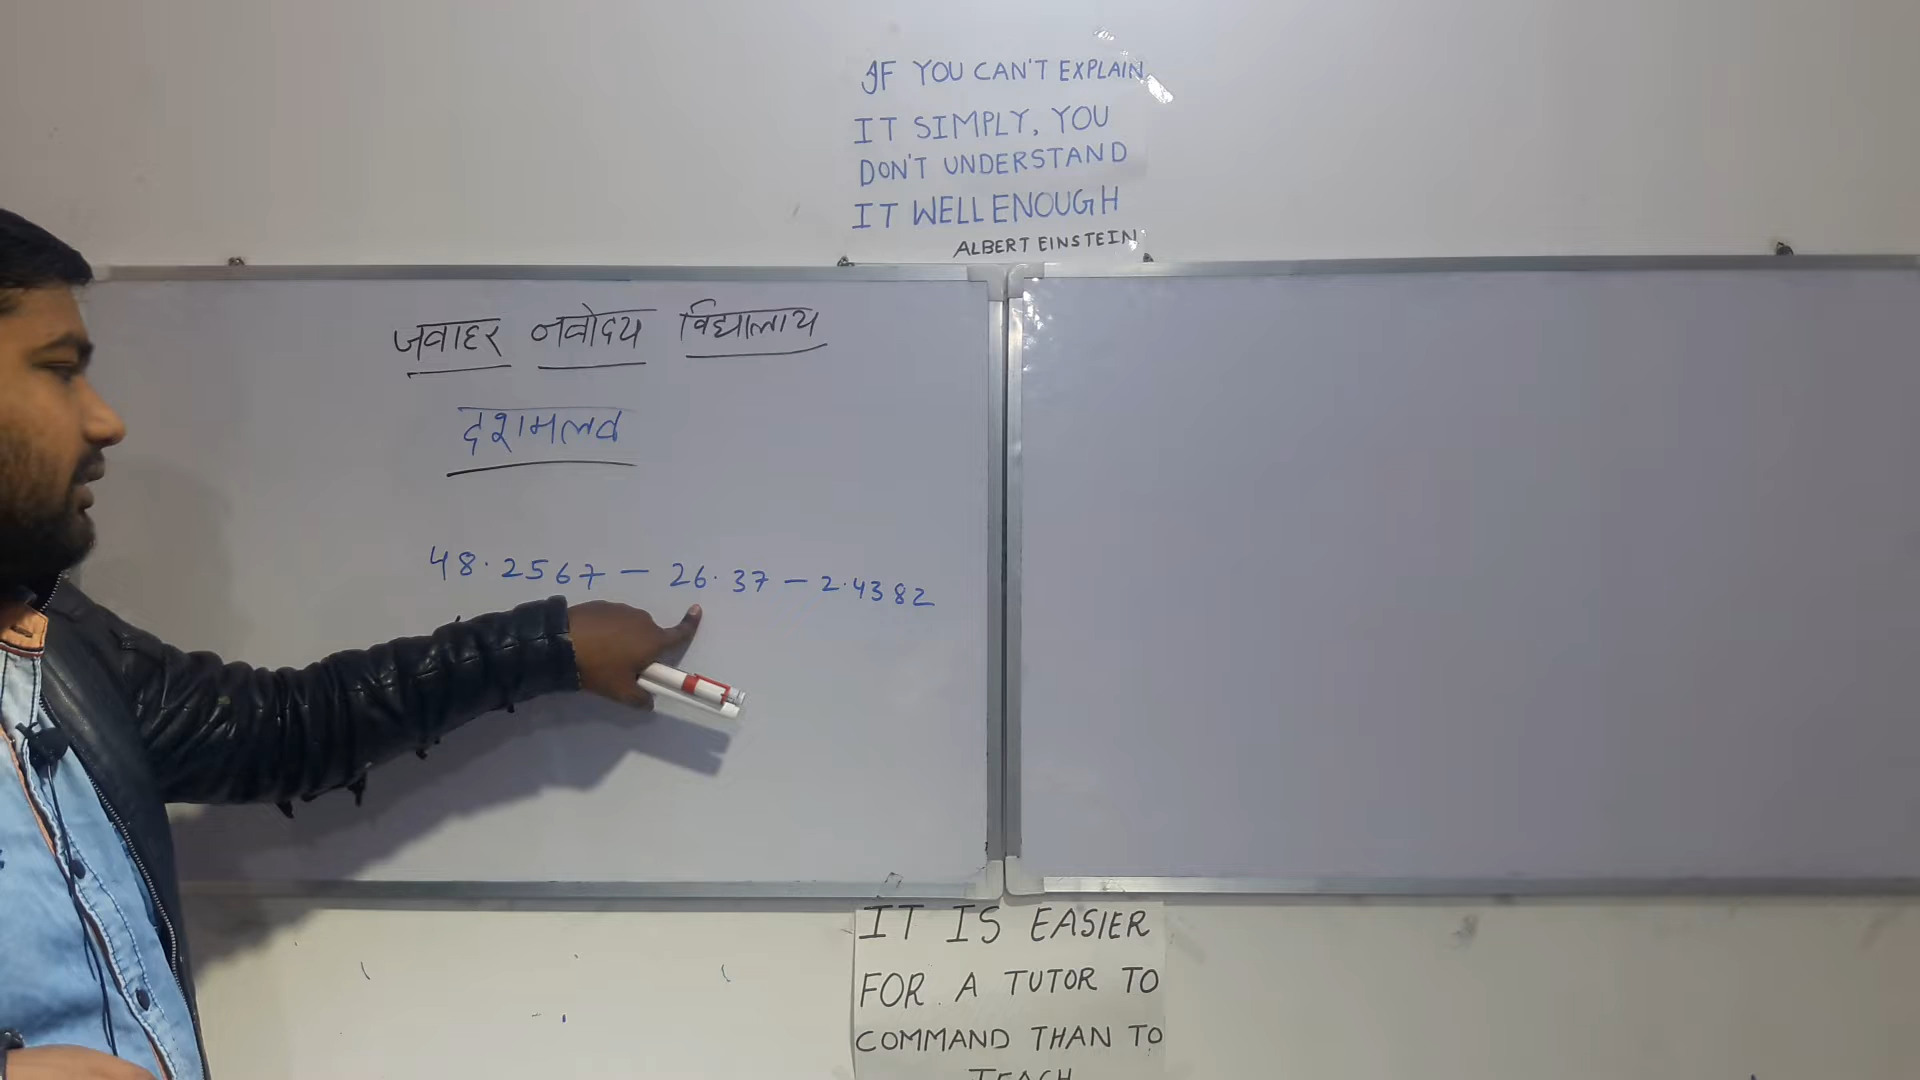 IF YOU CAN'T EXPLAIN
IT SIMPLY, YOU
DON'T UNDERSTAND
IT WELL ENOUGH
ALBERT EINSTEIN
जवाहर नवोदय विद्यालाय
दशमलव
48.2567 - 26.37 - 2.4382
IT IS EASIER
FOR A TUTOR TO
COMMAND THAN TO
TEACH